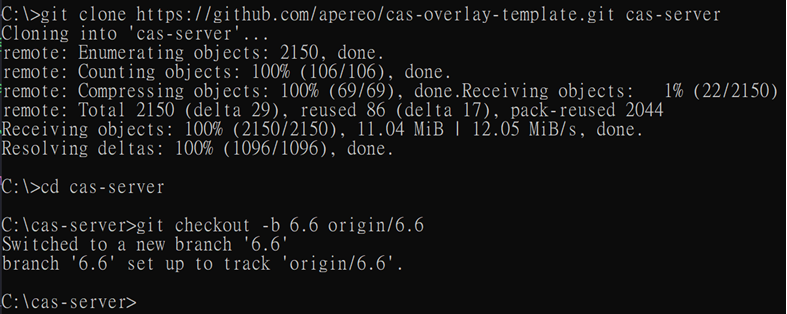 C:\>git clone https://github.com/apereo/cas-overlay-template.git cas-server
Cloning into 'cas-server'...
remote: Enumerating objects: 2150, done.
remote: Counting objects: 100% (106/106), done.
remote: Compressing objects: 100% (69/69), done.Receiving objects:   1% (22/2150)
remote: Total 2150 (delta 29), reused 86 (delta 17), pack-reused 2044
Receiving objects: 100% (2150/2150), 11.04 MiB | 12.05 MiB/s, done.
Resolving deltas: 100% (1096/1096), done.
C:\>cd cas-server
C:\cas-server>git checkout -b 6.6 origin/6.6
Switched to a new branch '6.6'
branch '6.6' set up to track 'origin/6.6'.
C:\cas-server>